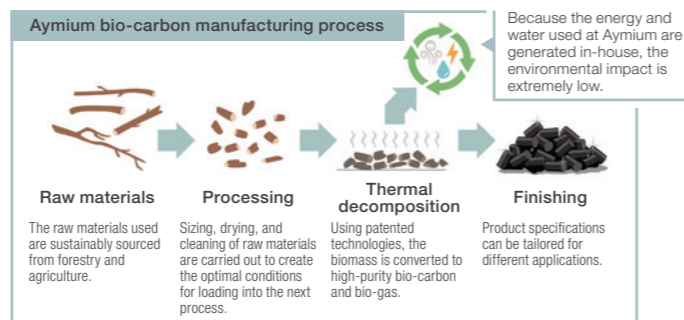 Aymium bio-carbon manufacturing process
Because the energy and
water used at Aymium are
generated in-house, the
environmental impact is
extremely low.
Raw materials
The raw materials used
are sustainably sourced
from forestry and
agriculture.
Processing
Sizing, drying, and
cleaning of raw materials
are carried out to create
the optimal conditions
for loading into the next
process.
Thermal
decomposition
Using patented
technologies, the
biomass is converted to
high-purity bio-carbon
and bio-gas.
Finishing
Product specifications
can be tailored for
different applications.